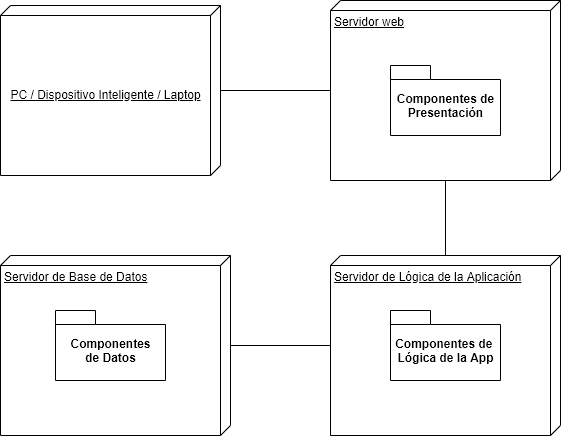 PC / Dispositivo Inteligente / Laptop
Servidor web
Componentes de
Presentación
Servidor de Base de Datos
Componentes
de Datos
Servidor de Lógica de la Aplicación
Componentes de
Lógica de la App